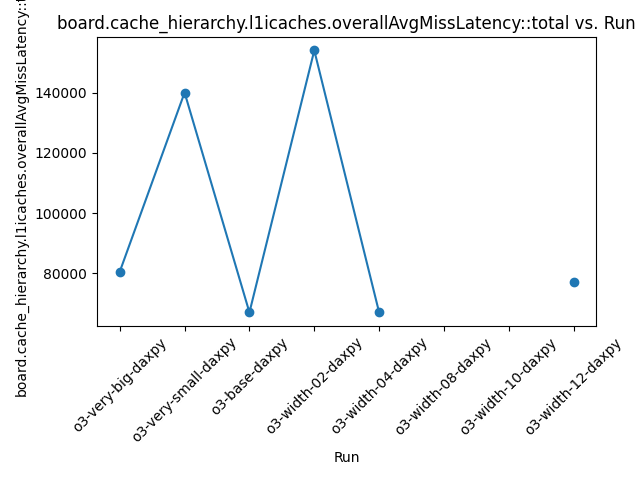 board.cache_hierarchy.l1icaches.overallAvgMissLatency::total vs. Run
board.cache_hierarchy.l1icaches.overallAvgMissLatency::
140000
120000
100000
80000
o3-very-big-daxpy
o3-very-small-daxpy
o3-base-daxpy
o3-width-02-daxpy
o3-width-04-daxpy
o3-width-08-daxpy
o3-width-10-daxpy
o3-width-12-daxpy
Run